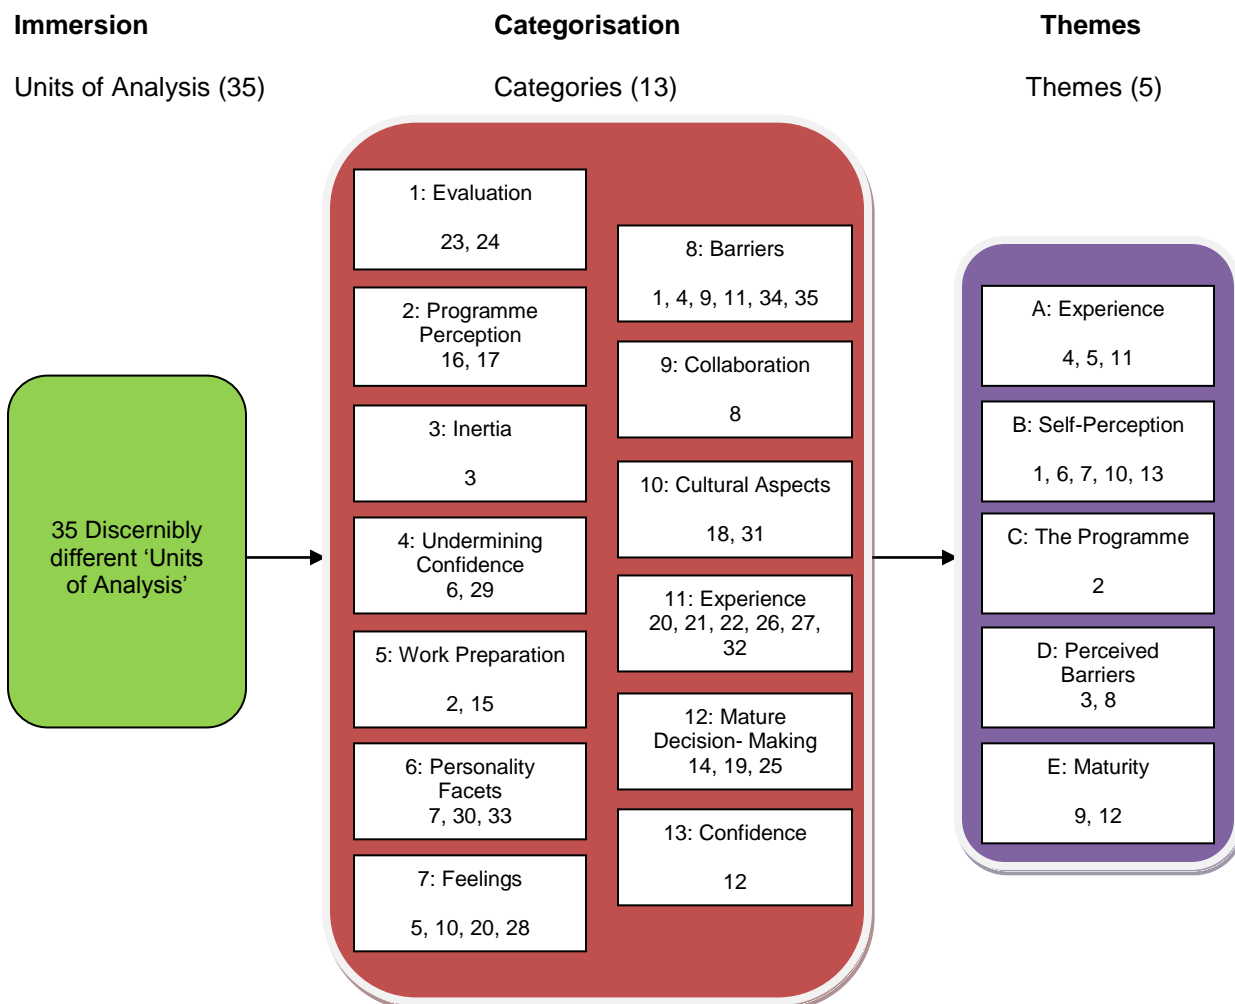 Immersion
Categorisation
Themes
Units of Analysis (35)
Categories (13)
Themes (5)
35 Discernibly
different ‘Units
of Analysis’
1: Evaluation
23, 24
2: Programme
Perception
16, 17
3: Inertia
3
4: Undermining
Confidence
6, 29
5: Work Preparation
2, 15
6: Personality
Facets
7, 30, 33
7: Feelings
5, 10, 20, 28
8: Barriers
1, 4, 9, 11, 34, 35
9: Collaboration
8
10: Cultural Aspects
18, 31
11: Experience
20, 21, 22, 26, 27,
32
12: Mature
Decision- Making
14, 19, 25
13: Confidence
12
A: Experience
4, 5, 11
B: Self-Perception
1, 6, 7, 10, 13
C: The Programme
2
D: Perceived
Barriers
3, 8
E: Maturity
9, 12